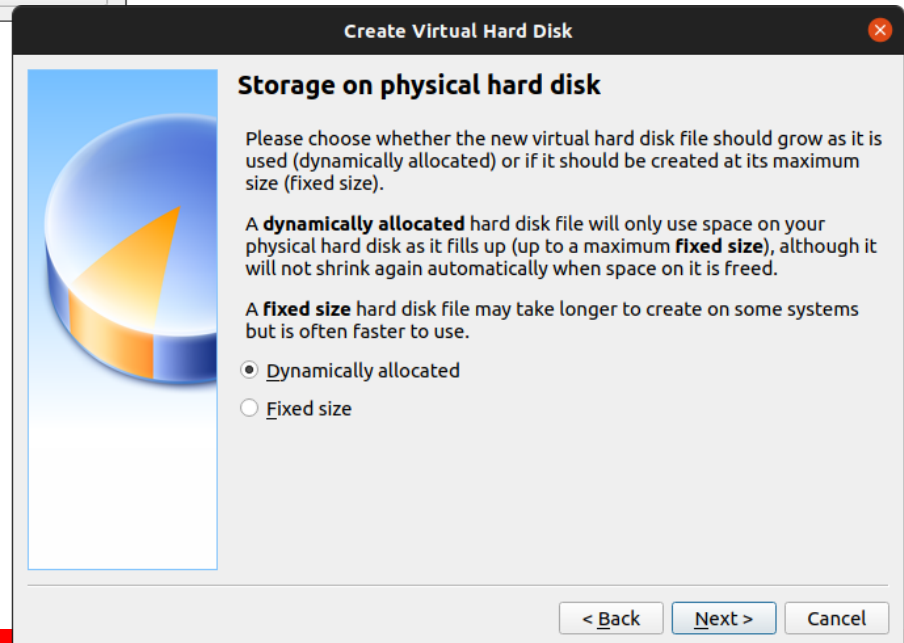 Create Virtual Hard Disk
Storage on physical hard disk
Please choose whether the new virtual hard disk file should grow as it is
used (dynamically allocated) or if it should be created at its maximum
size (fixed size).
A dynamically allocated hard disk file will only use space on your
physical hard disk as it fills up (up to a maximum fixed size), although it
will not shrink again automatically when space on it is freed.
A fixed size hard disk file may take longer to create on some systems
but is often faster to use.
Dynamically allocated
Fixed size
< Back Next > Cancel